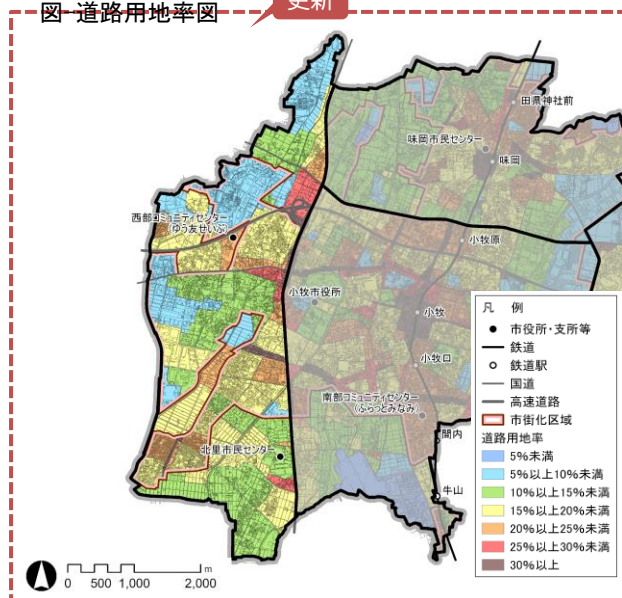 図-道路用地率図
更新
田県神社前
味岡市民センター
味岡
西部コミュニティセンター
（ゆう友せいぶ）
小牧原
小牧市役所
小牧
小牧口
南部コミュニティセンター
（ふらっとみなみ）
間内
北里市民センター
牛山
凡 例
市役所・支所等
鉄道
鉄道駅
国道
高速道路
市街化区域
道路用地率
5%未満
5%以上10%未満
10%以上15%未満
15%以上20%未満
20%以上25%未満
25%以上30%未満
30%以上
m
0 500 1,000 2,000